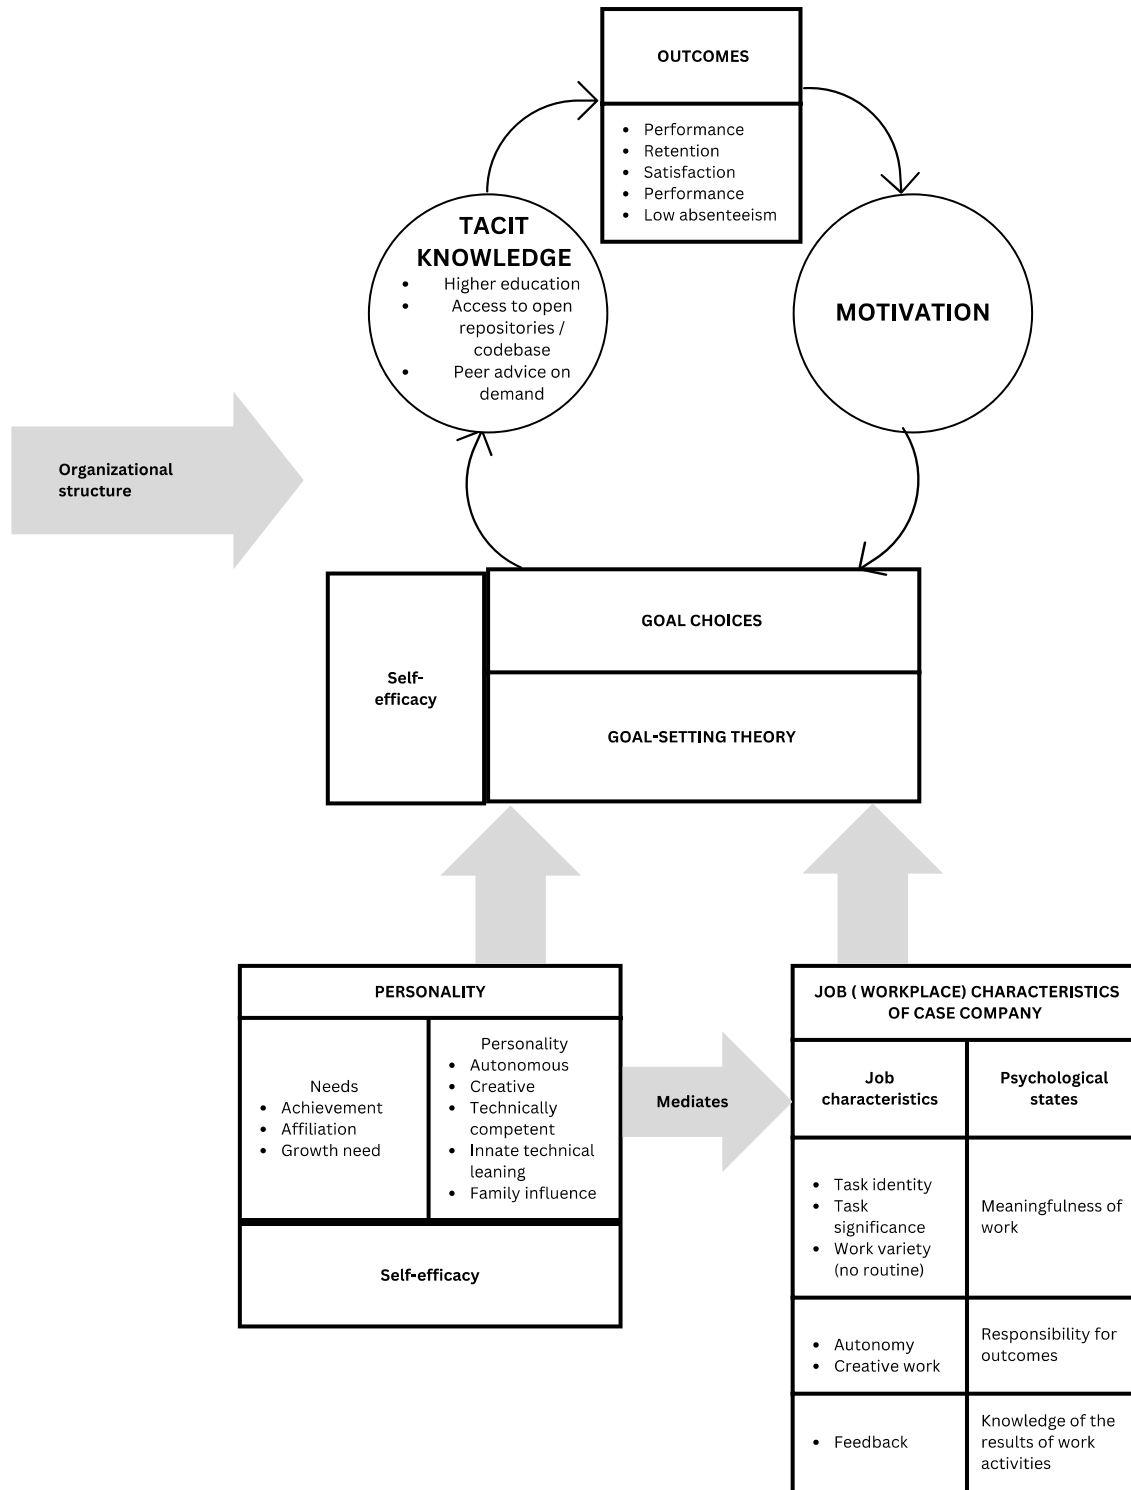 OUTCOMES
• Performance
• Retention
• Satisfaction
• Performance
• Low absenteeism
TACIT
KNOWLEDGE
• Higher education
• Access to open
repositories /
codebase
• Peer advice on
demand
MOTIVATION
Organizational
structure
Self-
efficacy
GOAL CHOICES
GOAL-SETTING THEORY
PERSONALITY
Needs
• Achievement
• Affiliation
• Growth need
Personality
• Autonomous
• Creative
• Technically
competent
• Innate technical
leaning
• Family influence
Self-efficacy
Mediates
JOB ( WORKPLACE) CHARACTERISTICS
OF CASE COMPANY
Job
characteristics
Psychological
states
• Task identity
• Task
significance
• Work variety
(no routine)
Meaningfulness of
work
• Autonomy
• Creative work
Responsibility for
outcomes
• Feedback
Knowledge of the
results of work
activities